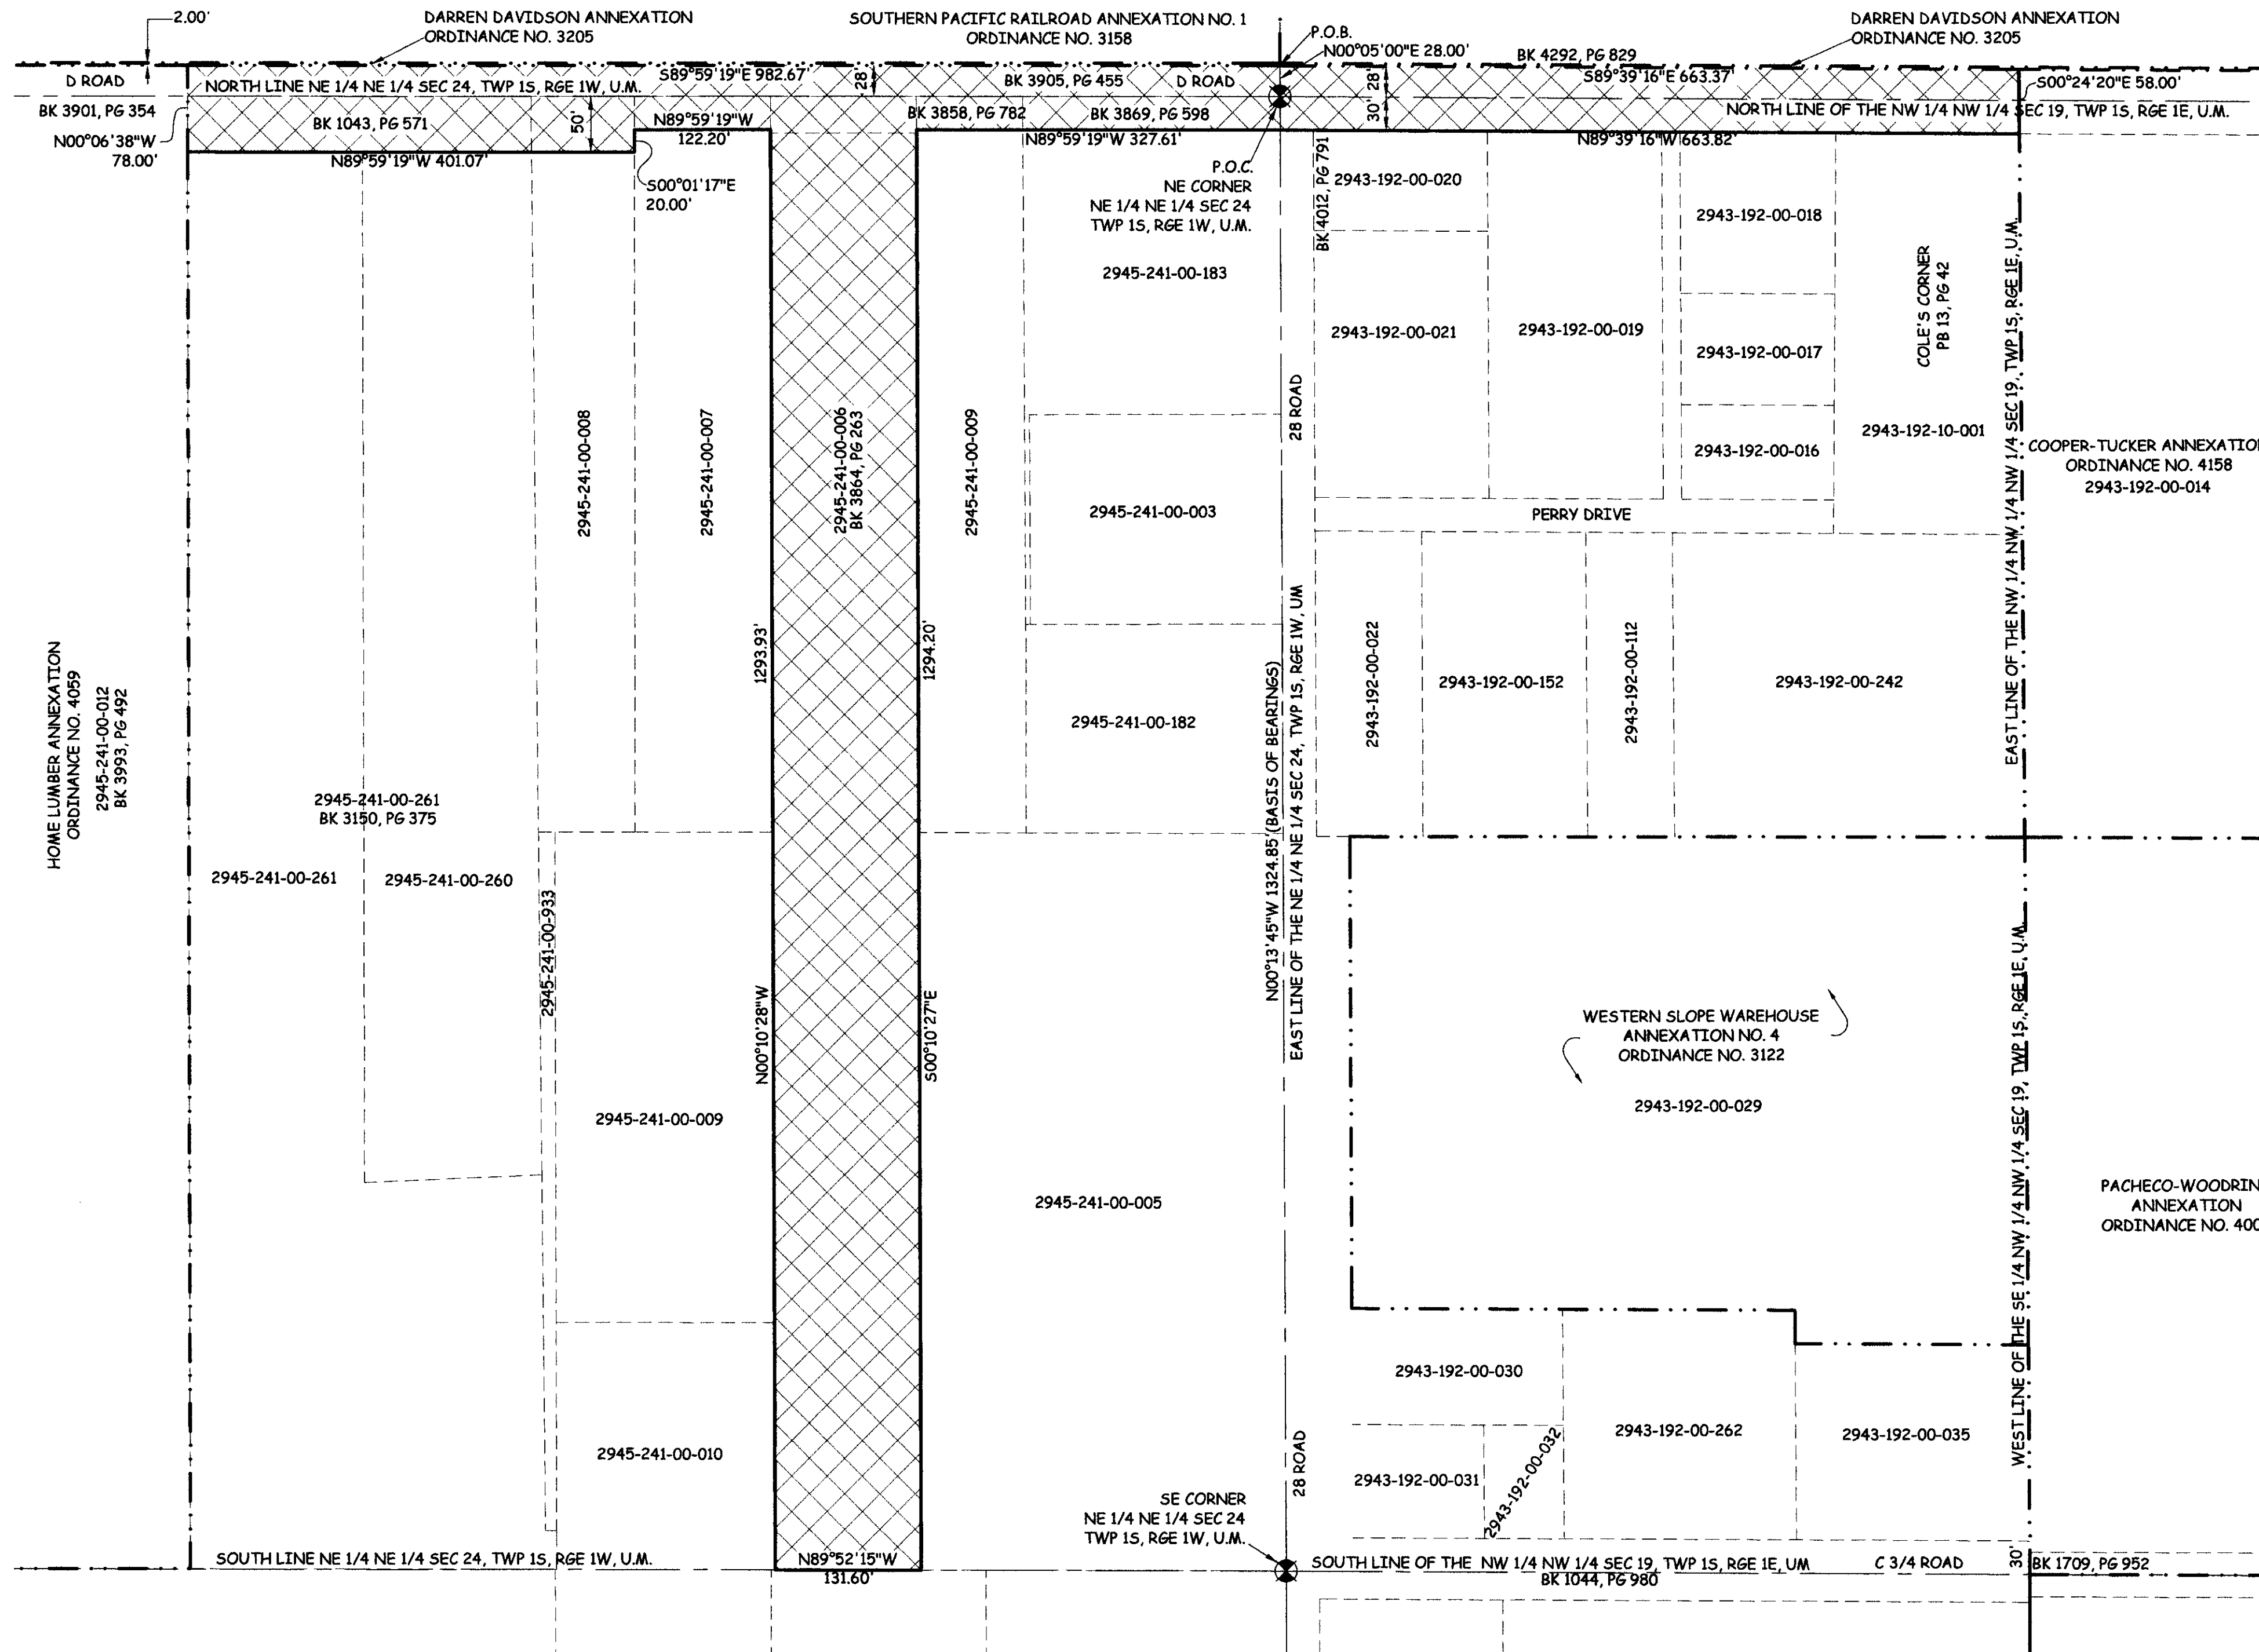 2.00'
DARREN DAVIDSON ANNEXATION
ORDINANCE NO. 3205
SOUTHERN PACIFIC RAILROAD ANNEXATION NO. 1
ORDINANCE NO. 3158
P.O.B.
N00°05'00"E 28.00'
BK 4292, PG 829
DARREN DAVIDSON ANNEXATION
ORDINANCE NO. 3205
D ROAD
NORTH LINE NE 1/4 NE 1/4 SEC 24, TWP 1S, RGE 1W, U.M.
S89°59'19"E 982.67'
28'
BK 3905, PG 455
D ROAD
28'
S89°39'16"E 663.37'
S00°24'20"E 58.00'
BK 3901, PG 354
BK 1043, PG 571
50'
N89°59'19"W
122.20'
BK 3858, PG 782
BK 3869, PG 598
30'
NORTH LINE OF THE NW 1/4 NW 1/4 SEC 19, TWP 1S, RGE 1E, U.M.
N00°06'38"W
78.00'
N89°59'19"W 401.07'
S00°01'17"E
20.00'
N89°59'19"W 327.61'
N89°39'16"W 663.82'
P.O.C.
NE CORNER
NE 1/4 NE 1/4 SEC 24
TWP 1S, RGE 1W, U.M.
BK 4012, PG 791
2943-192-00-020
2943-192-00-018
2945-241-00-183
2943-192-00-021
2943-192-00-019
2943-192-00-017
COLE'S CORNER
PB 13, PG 42
2943-192-00-016
2943-192-10-001
EAST LINE OF THE NW 1/4 NW 1/4 NW 1/4 SEC 19, TWP 1S, RGE 1E, U.M.
COOPER-TUCKER ANNEXATION
ORDINANCE NO. 4158
2943-192-00-014
28 ROAD
2945-241-00-008
2945-241-00-007
2945-241-00-006
BK 3864, PG 263
2945-241-00-009
2945-241-00-003
PERRY DRIVE
HOME LUMBER ANNEXATION
ORDINANCE NO. 4059
2945-241-00-012
BK 3993, PG 492
1293.93'
1294.20'
2945-241-00-182
N00°13'45"W 1324.85' (BASIS OF BEARINGS)
EAST LINE OF THE NE 1/4 NE 1/4 SEC 24, TWP 1S, RGE 1W, UM
2943-192-00-022
2943-192-00-152
2943-192-00-112
2943-192-00-242
2945-241-00-261
BK 3150, PG 375
2945-241-00-261
2945-241-00-260
2945-241-00-933
N00°10'28"W
S00°10'27"E
WESTERN SLOPE WAREHOUSE
ANNEXATION NO. 4
ORDINANCE NO. 3122
2943-192-00-029
2945-241-00-009
2945-241-00-005
WEST LINE OF THE SE 1/4 NW 1/4 NW 1/4 SEC 19, TWP 1S, RGE 1E, U.M.
PACHECO-WOODRIN
ANNEXATION
ORDINANCE NO. 400
2943-192-00-030
2943-192-00-262
2943-192-00-035
2945-241-00-010
2943-192-00-031
2943-192-00-032
28 ROAD
SE CORNER
NE 1/4 NE 1/4 SEC 24
TWP 1S, RGE 1W, U.M.
SOUTH LINE NE 1/4 NE 1/4 SEC 24, TWP 1S, RGE 1W, U.M.
N89°52'15"W
131.60'
SOUTH LINE OF THE NW 1/4 NW 1/4 SEC 19, TWP 1S, RGE 1E, UM
BK 1044, PG 980
C 3/4 ROAD
30'
BK 1709, PG 952